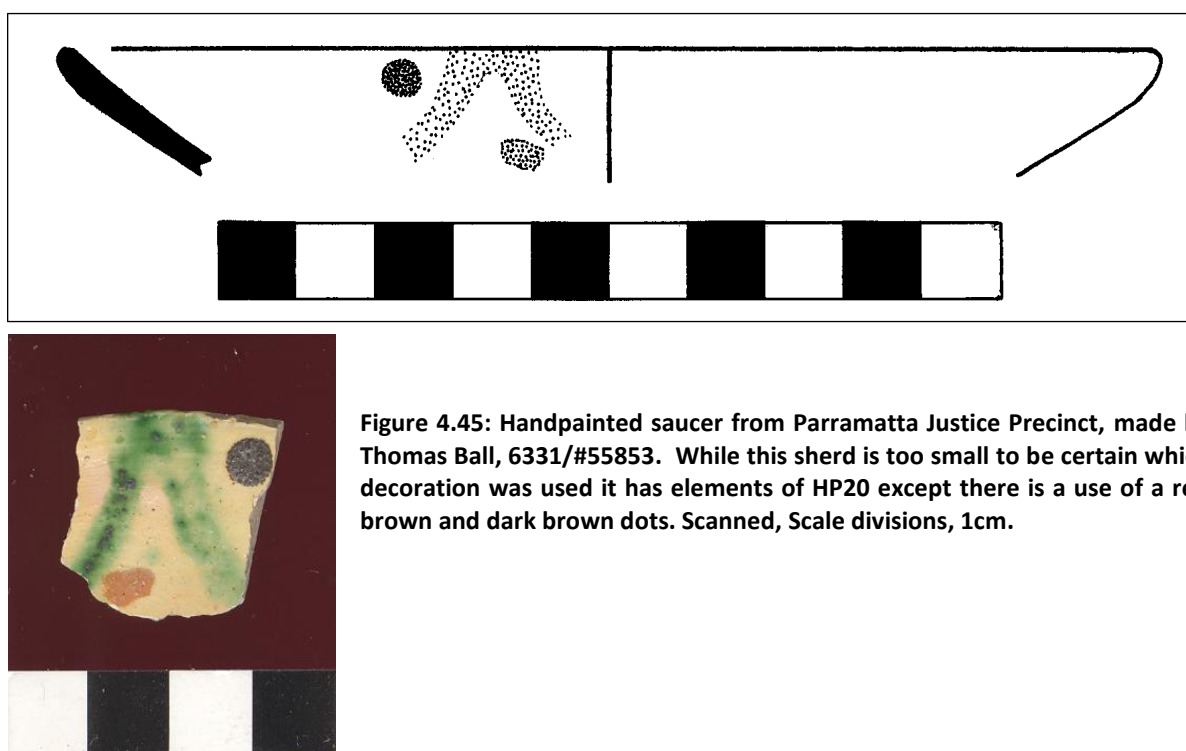 Figure 4.45: Handpainted saucer from Parramatta Justice Precinct, made
Thomas Ball, 6331/#55853. While this sherd is too small to be certain
decoration was used it has elements of HP20 except there is a use of a
brown and dark brown dots. Scanned, Scale divisions, 1cm.